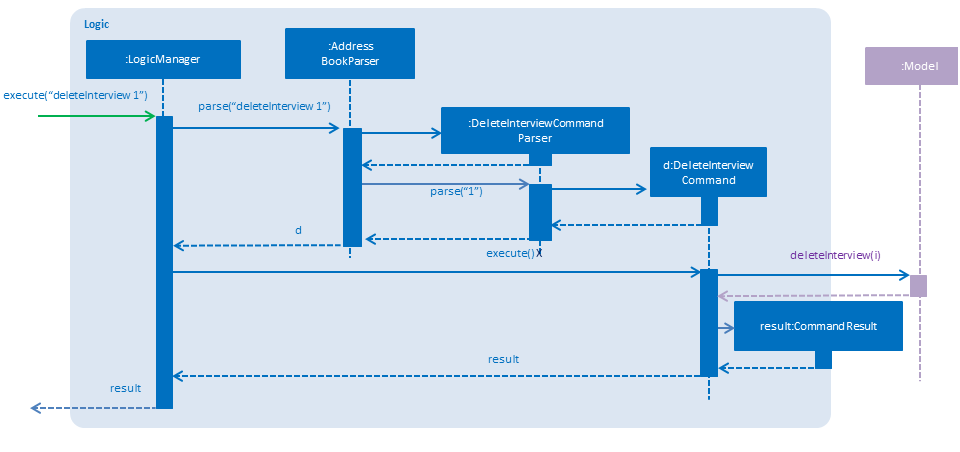 Logic
:LogicManager
:Address
BookParser
:Model
execute(“deleteInterview 1”)
parse(“deleteInterview 1”)
:DeleteInterviewCommand
Parser
d:DeleteInterview
Command
parse(“1”)
d
execute()
X
deleteInterview(i)
result:CommandResult
result
result